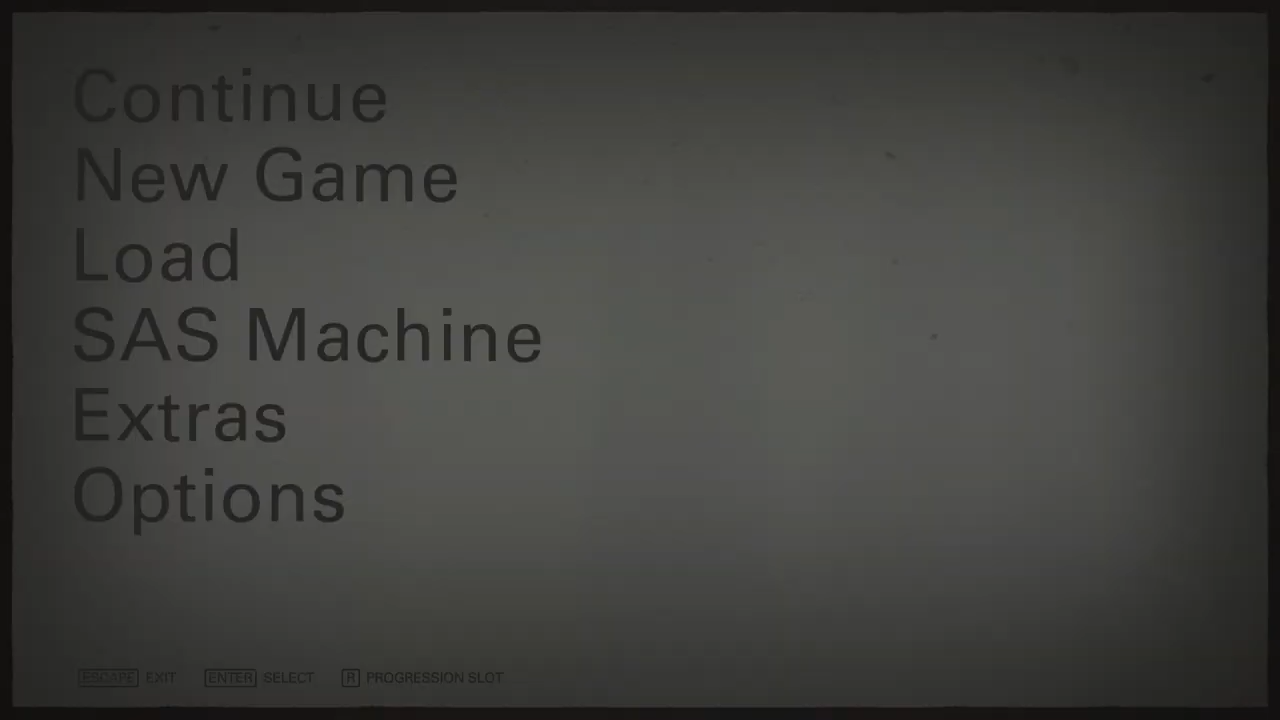 Continue
New Game
Load
SAS Machine
Extras
Options
ESCAPE EXIT ENTER SELECT R PROGRESSION SLOT